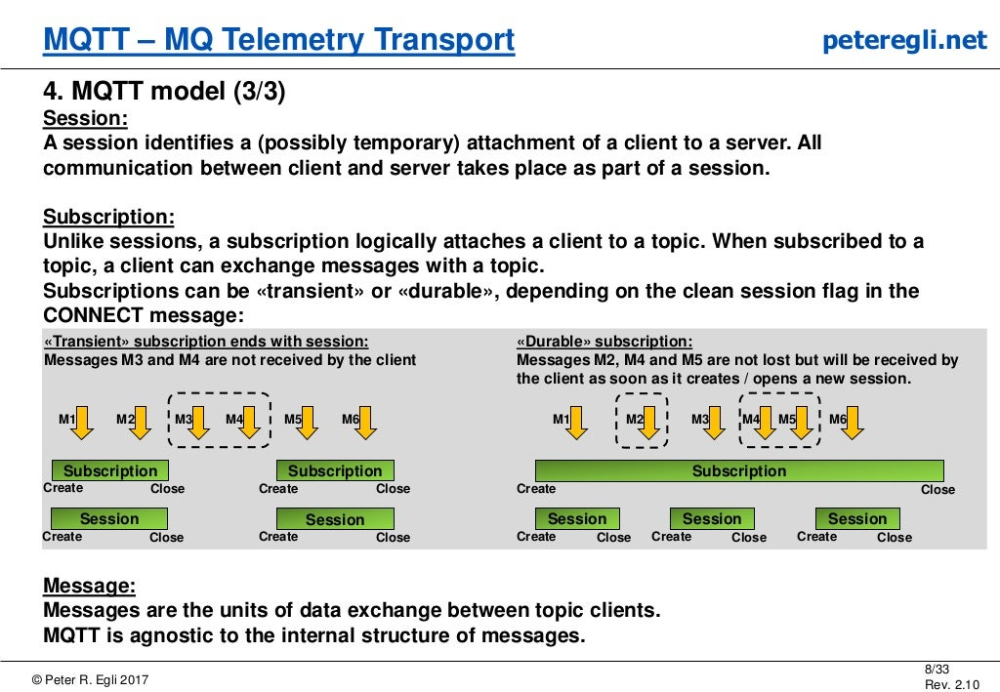 MQTT – MQ Telemetry Transport
peteregli.net
4. MQTT model (3/3)
Session:
A session identifies a (possibly temporary) attachment of a client to a server. All
communication between client and server takes place as part of a session.
Subscription:
Unlike sessions, a subscription logically attaches a client to a topic. When subscribed to a
topic, a client can exchange messages with a topic.
Subscriptions can be «transient» or «durable», depending on the clean session flag in the
CONNECT message:
«Transient» subscription ends with session:
Messages M3 and M4 are not received by the client
M1 M2 M3 M4 M5 M6
Subscription Subscription
Create Close Create Close
Session Session
Create Close Create Close
«Durable» subscription:
Messages M2, M4 and M5 are not lost but will be received by
the client as soon as it creates / opens a new session.
M1 M2 M3 M4 M5 M6
Subscription
Create Close
Session Session Session
Create Close Create Close Create Close
Message:
Messages are the units of data exchange between topic clients.
MQTT is agnostic to the internal structure of messages.
© Peter R. Egli 2017
8/33
Rev. 2.10